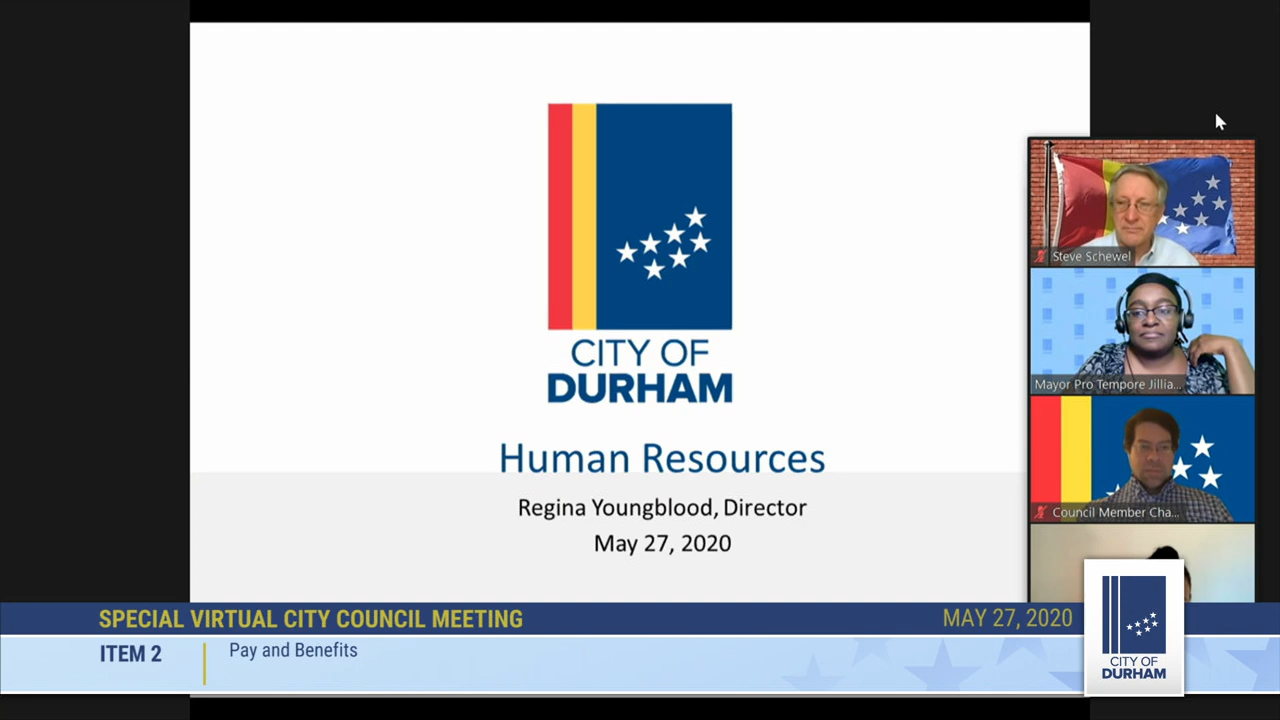 CITY OF
DURHAM
Human Resources
Regina Youngblood, Director
May 27, 2020
Steve Schewel
Mayor Pro Tempore Jillia...
Council Member Cha...
SPECIAL VIRTUAL CITY COUNCIL MEETING
MAY 27, 2020
ITEM 2
Pay and Benefits
CITY OF
DURHAM